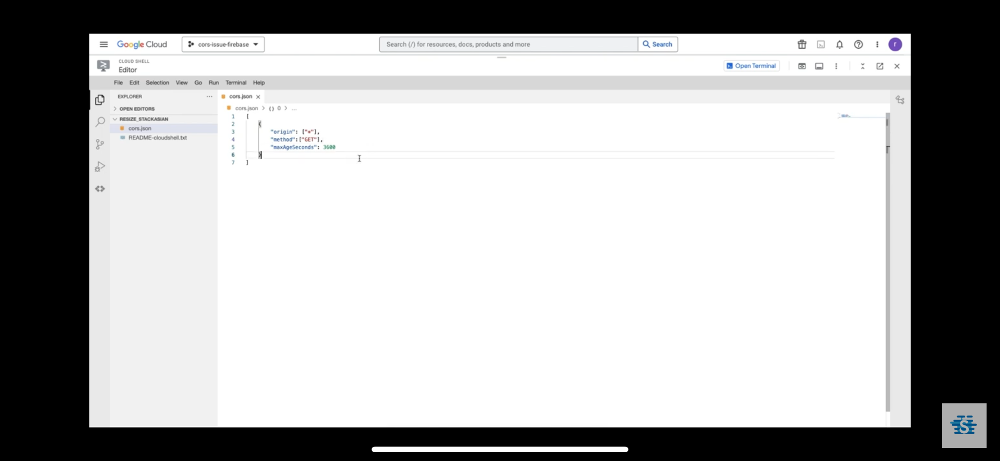 Google Cloud
cors-issue-firebase
Search (/) for resources, docs, products and more
Search
r
CLOUD SHELL
Editor
Open Terminal
File Edit Selection View Go Run Terminal Help
EXPLORER
OPEN EDITORS
RESIZE_STACKASIAN
cors.json
README-cloudshell.txt
cors.json
cors.json > {} 0 > ...
1 [
2 {
3 "origin": ["*"],
4 "method":["GET"],
5 "maxAgeSeconds": 3600
6 }
7 ]
S